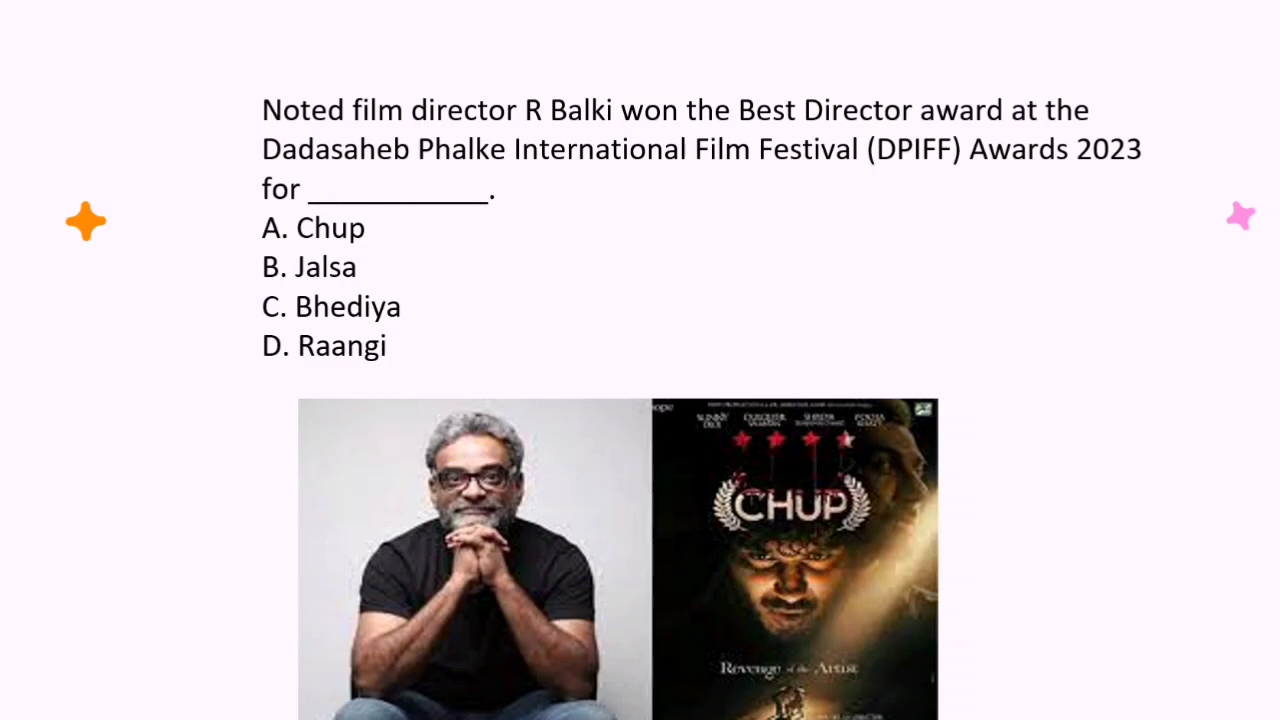 Noted film director R Balki won the Best Director award at the
Dadasaheb Phalke International Film Festival (DPIFF) Awards 2023
for ___________.
A. Chup
B. Jalsa
C. Bhediya
D. Raangi
CHUP
Revenge of the Artist